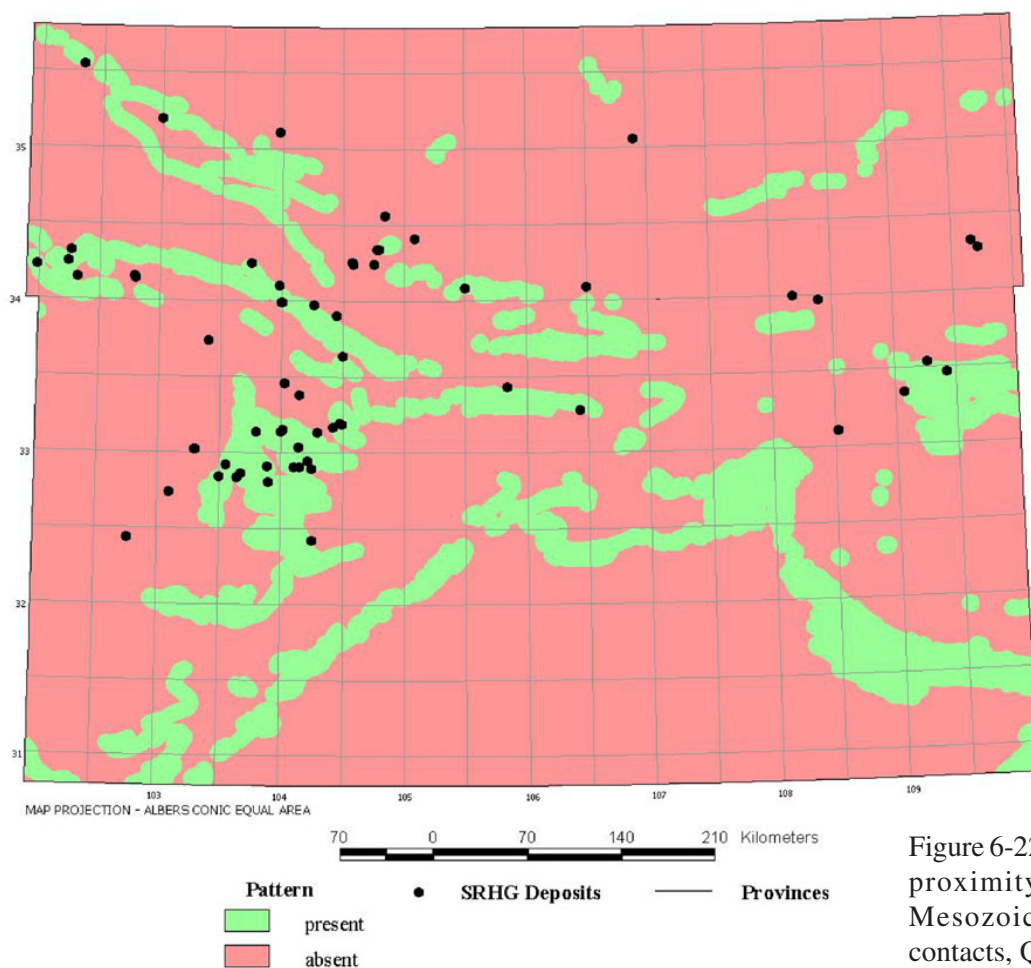 35
34
33
32
31
103
104
105
106
107
108
109
MAP PROJECTION - ALBERS CONIC EQUAL AREA
70 0 70 140 210 Kilometers
Pattern
SRHG Deposits
Provinces
present
absent
Figure 6-22
proximity
Mesozoic
contacts,